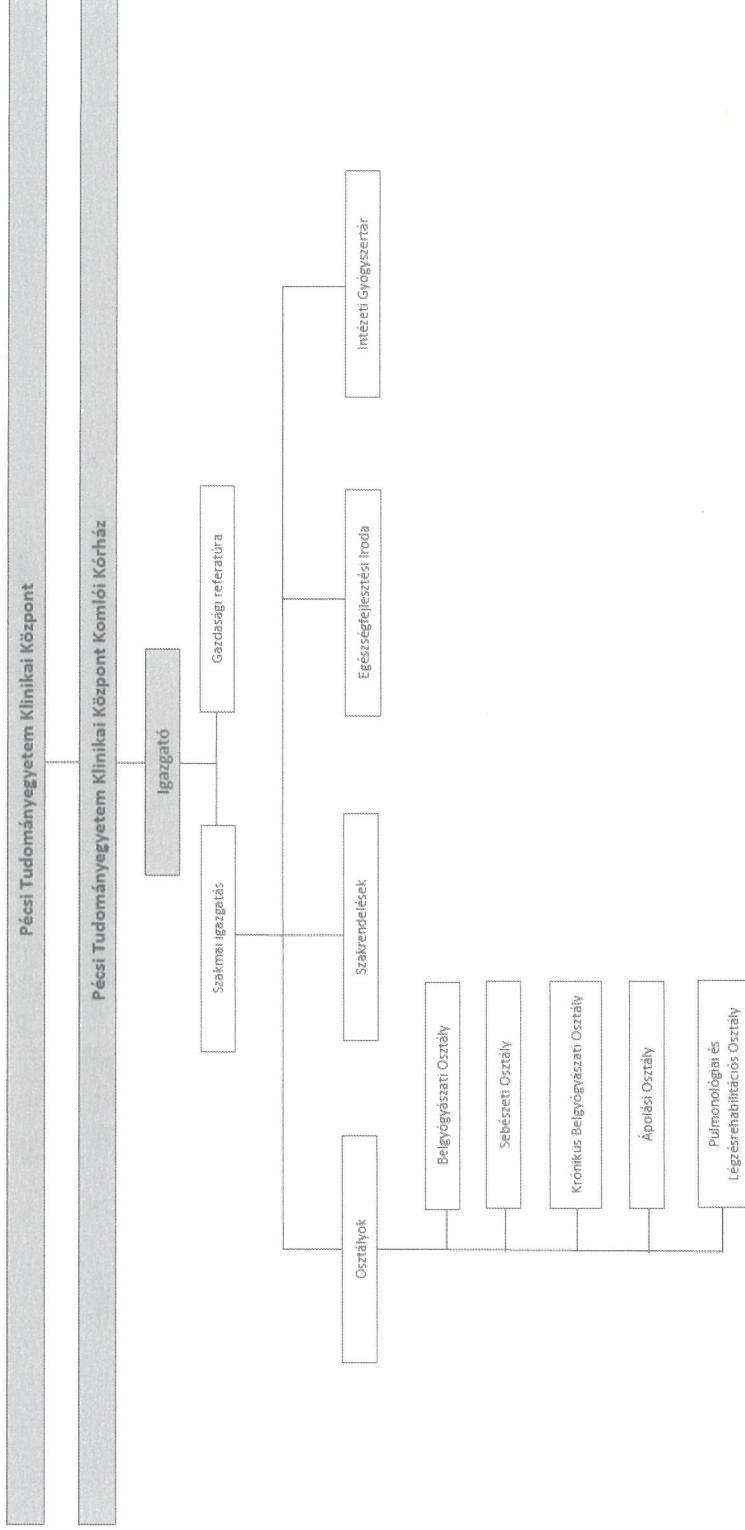 Pécsi Tudományegyetem Klinikai Központ
Pécsi Tudományegyetem Klinikai Központ Komlói Kórház
Igazgató
Szakmai igazgatás
Gazdasági referatúra
Osztályok
Szakrendelések
Egészségfejlesztési Iroda
Intézeti Gyógyszertár
Belgyógyászati Osztály
Sebészeti Osztály
Krónikus Belgyógyászati Osztály
Ápolási Osztály
Pulmonológiai és
Légzésrehabilitációs Osztály